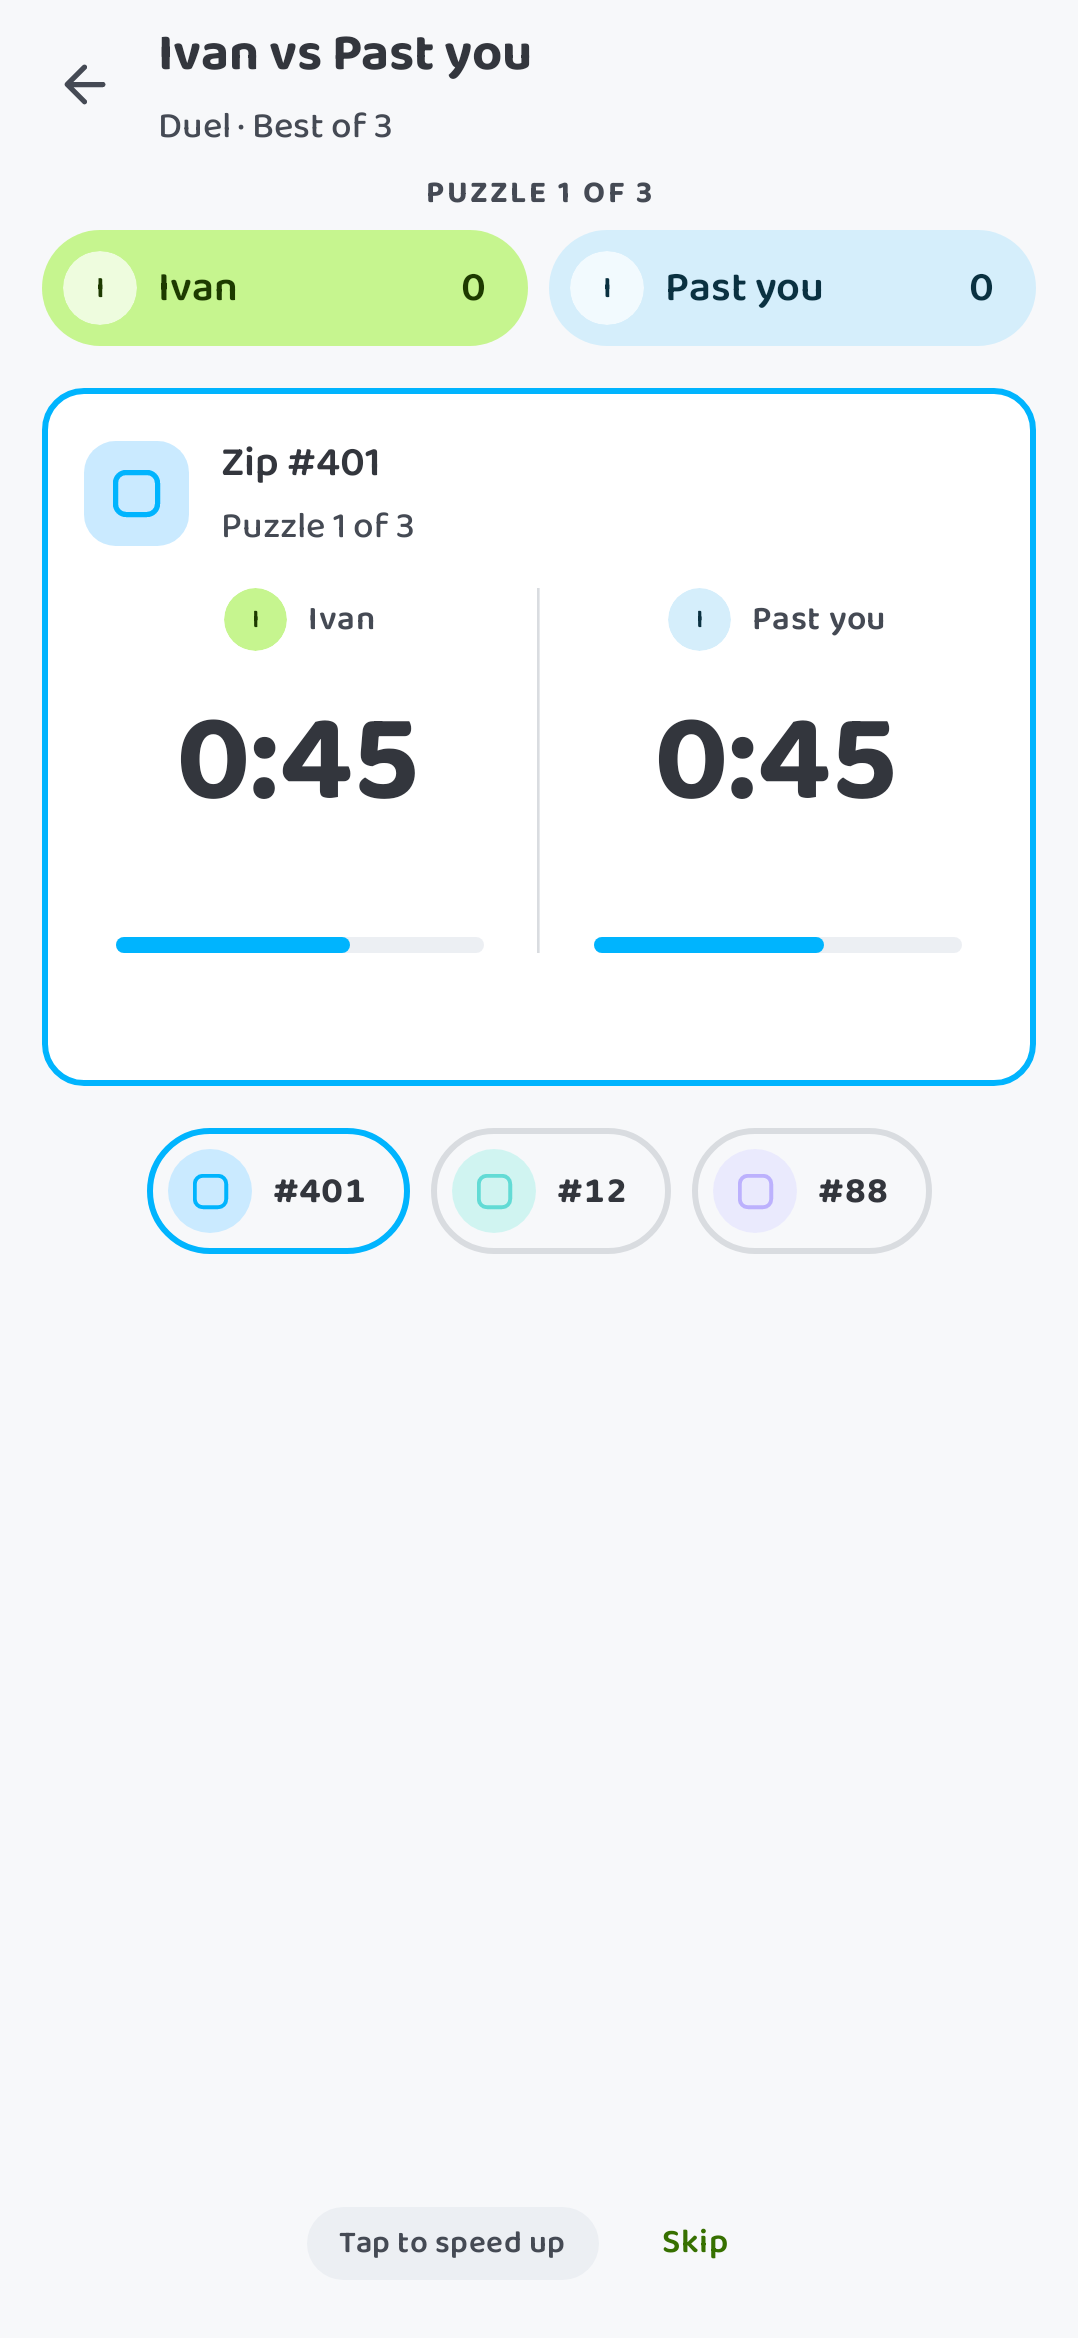 Ivan vs Past you
Duel · Best of 3
PUZZLE 1 OF 3
I Ivan 0
I Past you 0
Zip #401
Puzzle 1 of 3
I Ivan
I Past you
0:45
0:45
#401
#12
#88
Tap to speed up
Skip